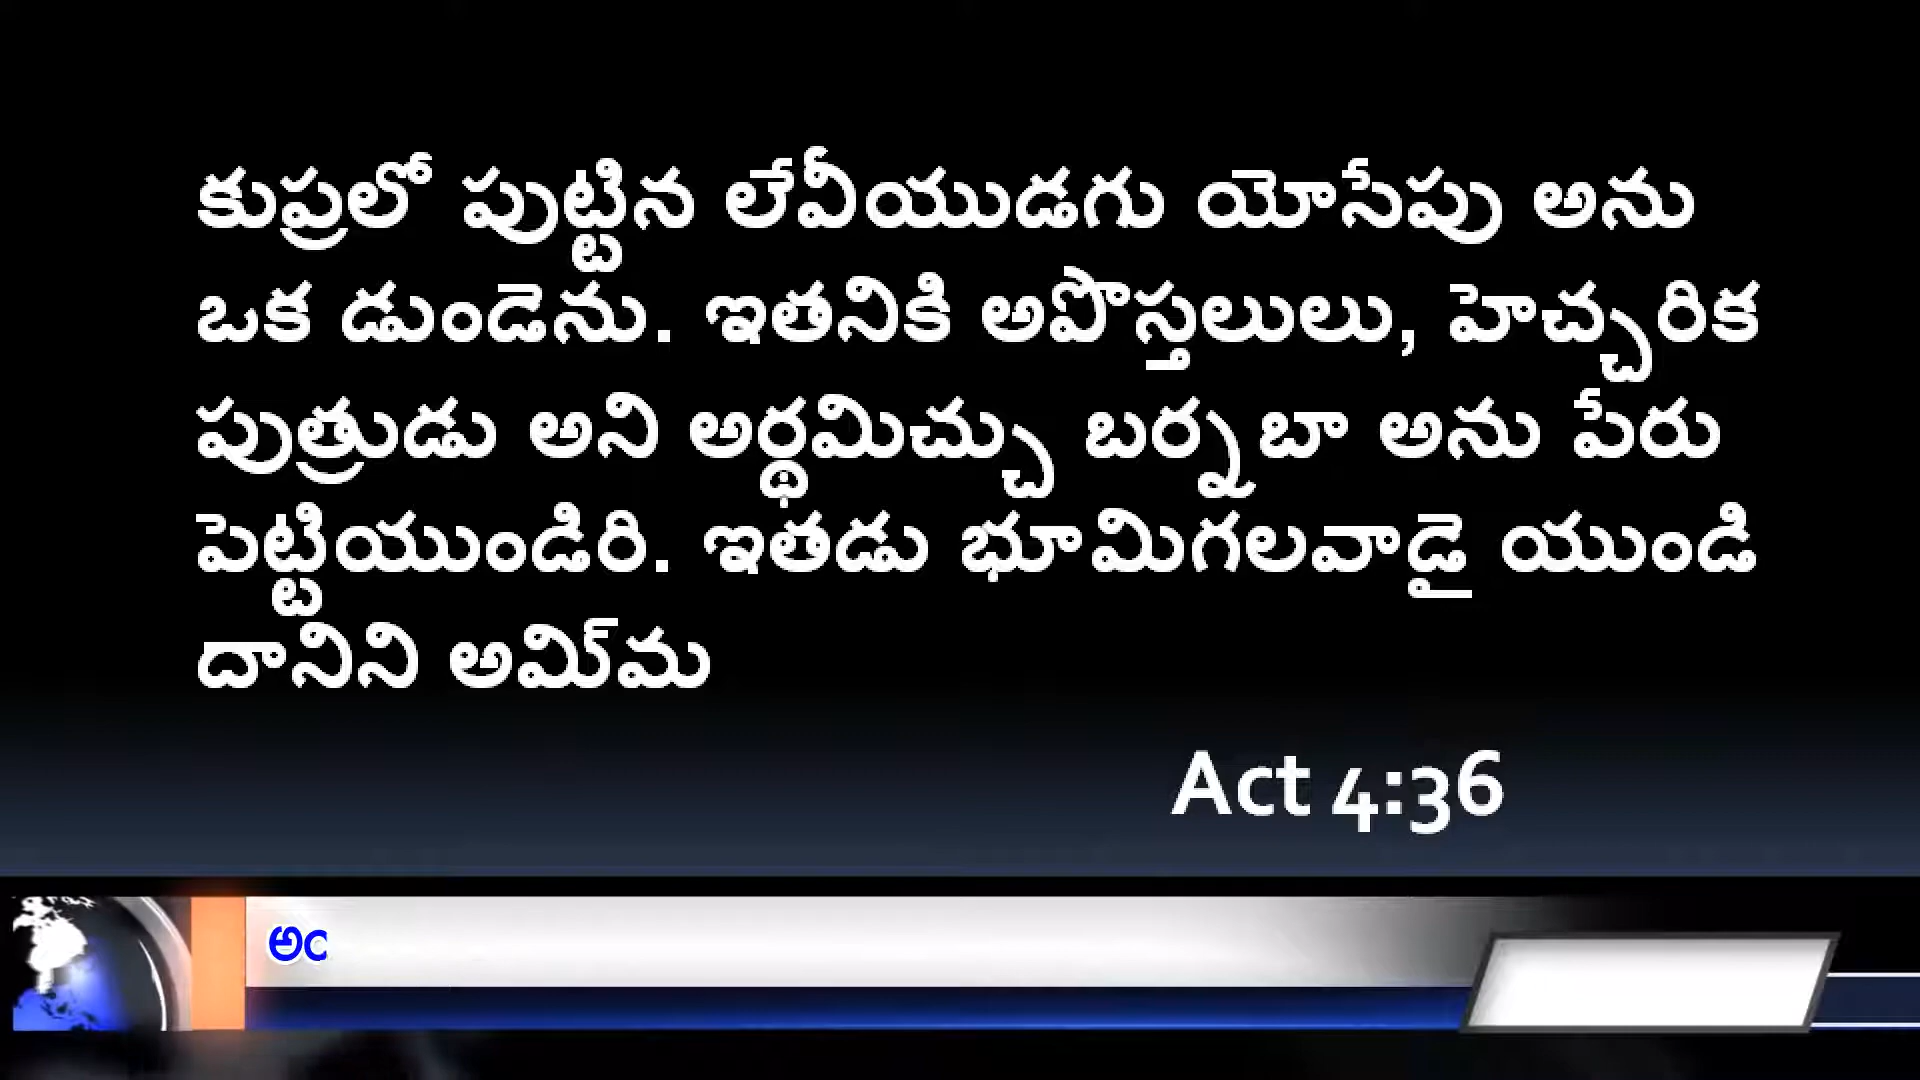 కుప్రలో పుట్టిన లేవీయుడగు యోసేపు అను
ఒక డుండెను. ఇతనికి అపొస్తలులు, హెచ్చరిక
పుత్రుడు అని అర్థమిచ్చు బర్నబా అను పేరు
పెట్టియుండిరి. ఇతడు భూమిగలవాడై యుండి
దానిని అమి్మ
Act 4:36
అం